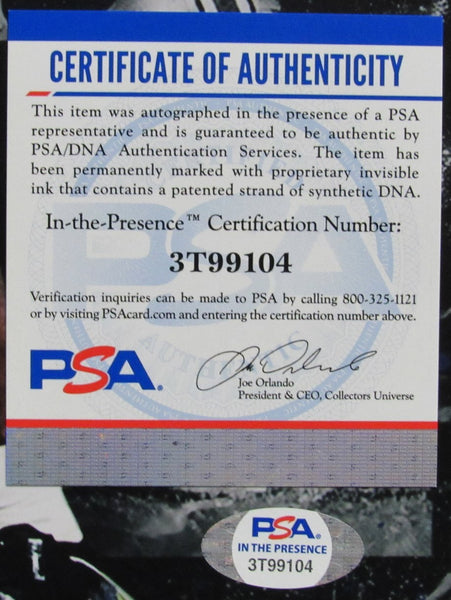 CERTIFICATE OF AUTHENTICITY
This item was autographed in the presence of a PSA
representative and is guaranteed to be authentic by
PSA/DNA Authentication Services. The item has
been permanently marked with proprietary invisible
ink that contains a patented strand of synthetic DNA.
In-the-Presence™ Certification Number:
3T99104
Verification inquiries can be made to PSA by calling 800-325-1121
or by visiting PSAcard.com and entering the certification number above.
PSA®
Joe Orlando
President & CEO, Collectors Universe
PSA®
IN THE PRESENCE
3T99104